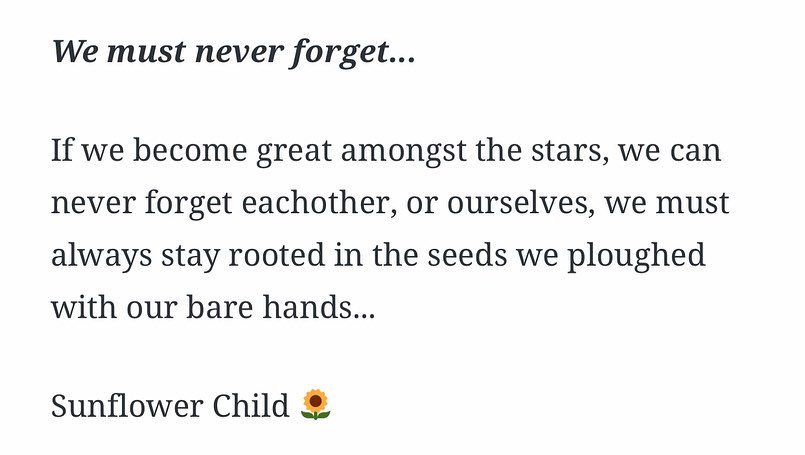 We must never forget...
If we become great amongst the stars, we can
never forget eachother, or ourselves, we must
always stay rooted in the seeds we ploughed
with our bare hands...
Sunflower Child 🌻